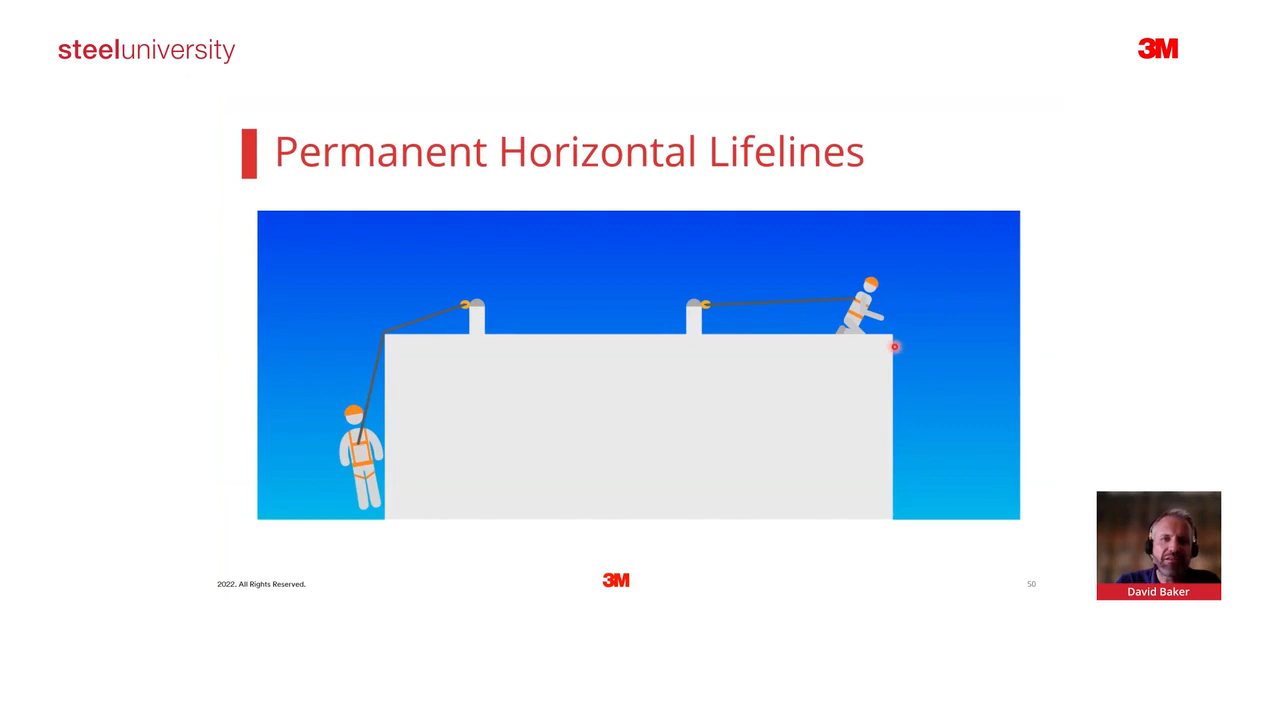 steeluniversity
3M
Permanent Horizontal Lifelines
2022. All Rights Reserved.
3M
50
David Baker